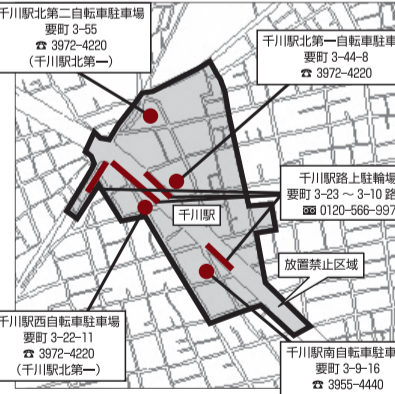 千川駅北第二自転車駐車場
要町 3-55
☎ 3972-4220
(千川駅北第一)
千川駅北第一自転車駐車
要町 3-44-8
☎ 3972-4220
千川駅路上駐輪場
要町 3-23 ～ 3-10 路
0120-566-997
千川駅
放置禁止区域
千川駅西自転車駐車場
要町 3-22-11
☎ 3972-4220
(千川駅北第一)
千川駅南自転車駐車
要町 3-9-16
☎ 3955-4440